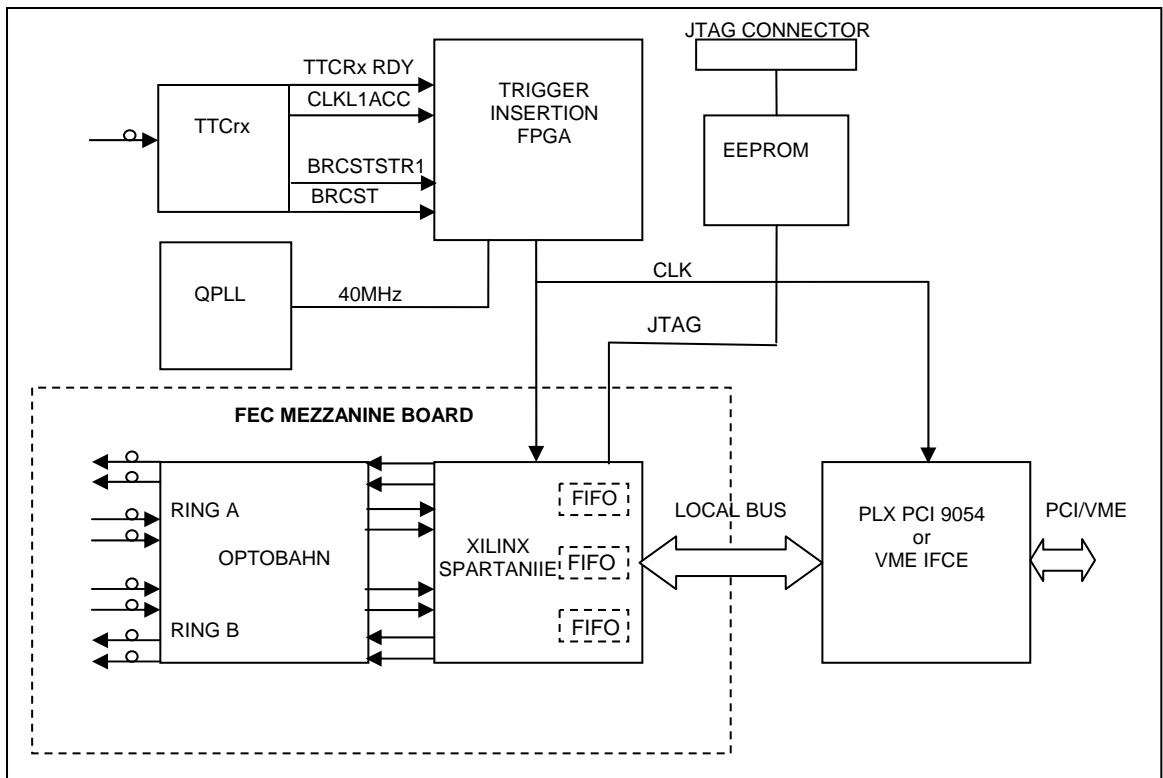 JTAG CONNECTOR
TTCRx RDY
CLKL1ACC
TTCrx
BRCSTSTR1
BRCST
TRIGGER
INSERTION
FPGA
EEPROM
QPLL
40MHz
CLK
JTAG
FEC MEZZANINE BOARD
RING A
OPTOBAHN
RING B
XILINX
SPARTANIIE
FIFO
FIFO
FIFO
LOCAL BUS
PLX PCI 9054
or
VME IFCE
PCI/VME